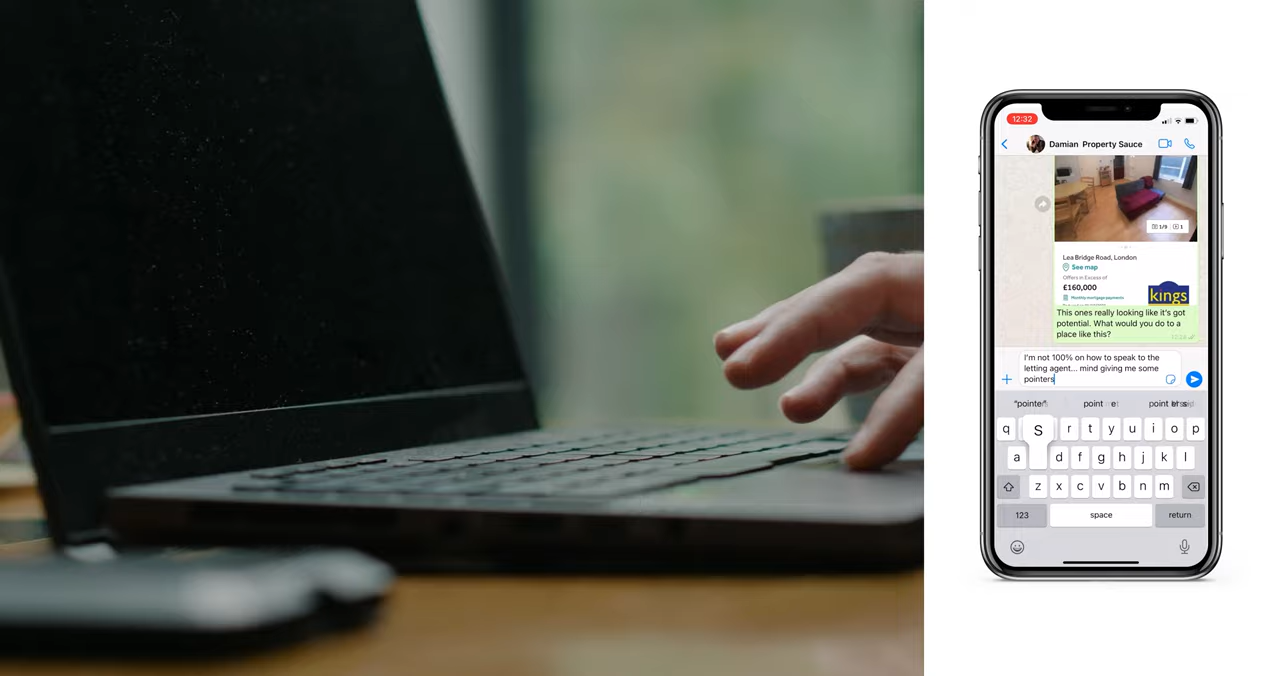 12:32
Damian Property Sauce
1/9 1
Lea Bridge Road, London
See map
Offers in Excess of
£160,000
Monthly mortgage payments
kings
This ones really looking like it's got
potential. What would you do to a
place like this?
12:28
I'm not 100% on how to speak to the
letting agent... mind giving me some
pointers
q S r t y u i o p
a d f g h j k l
z x c v b n m
123 space return